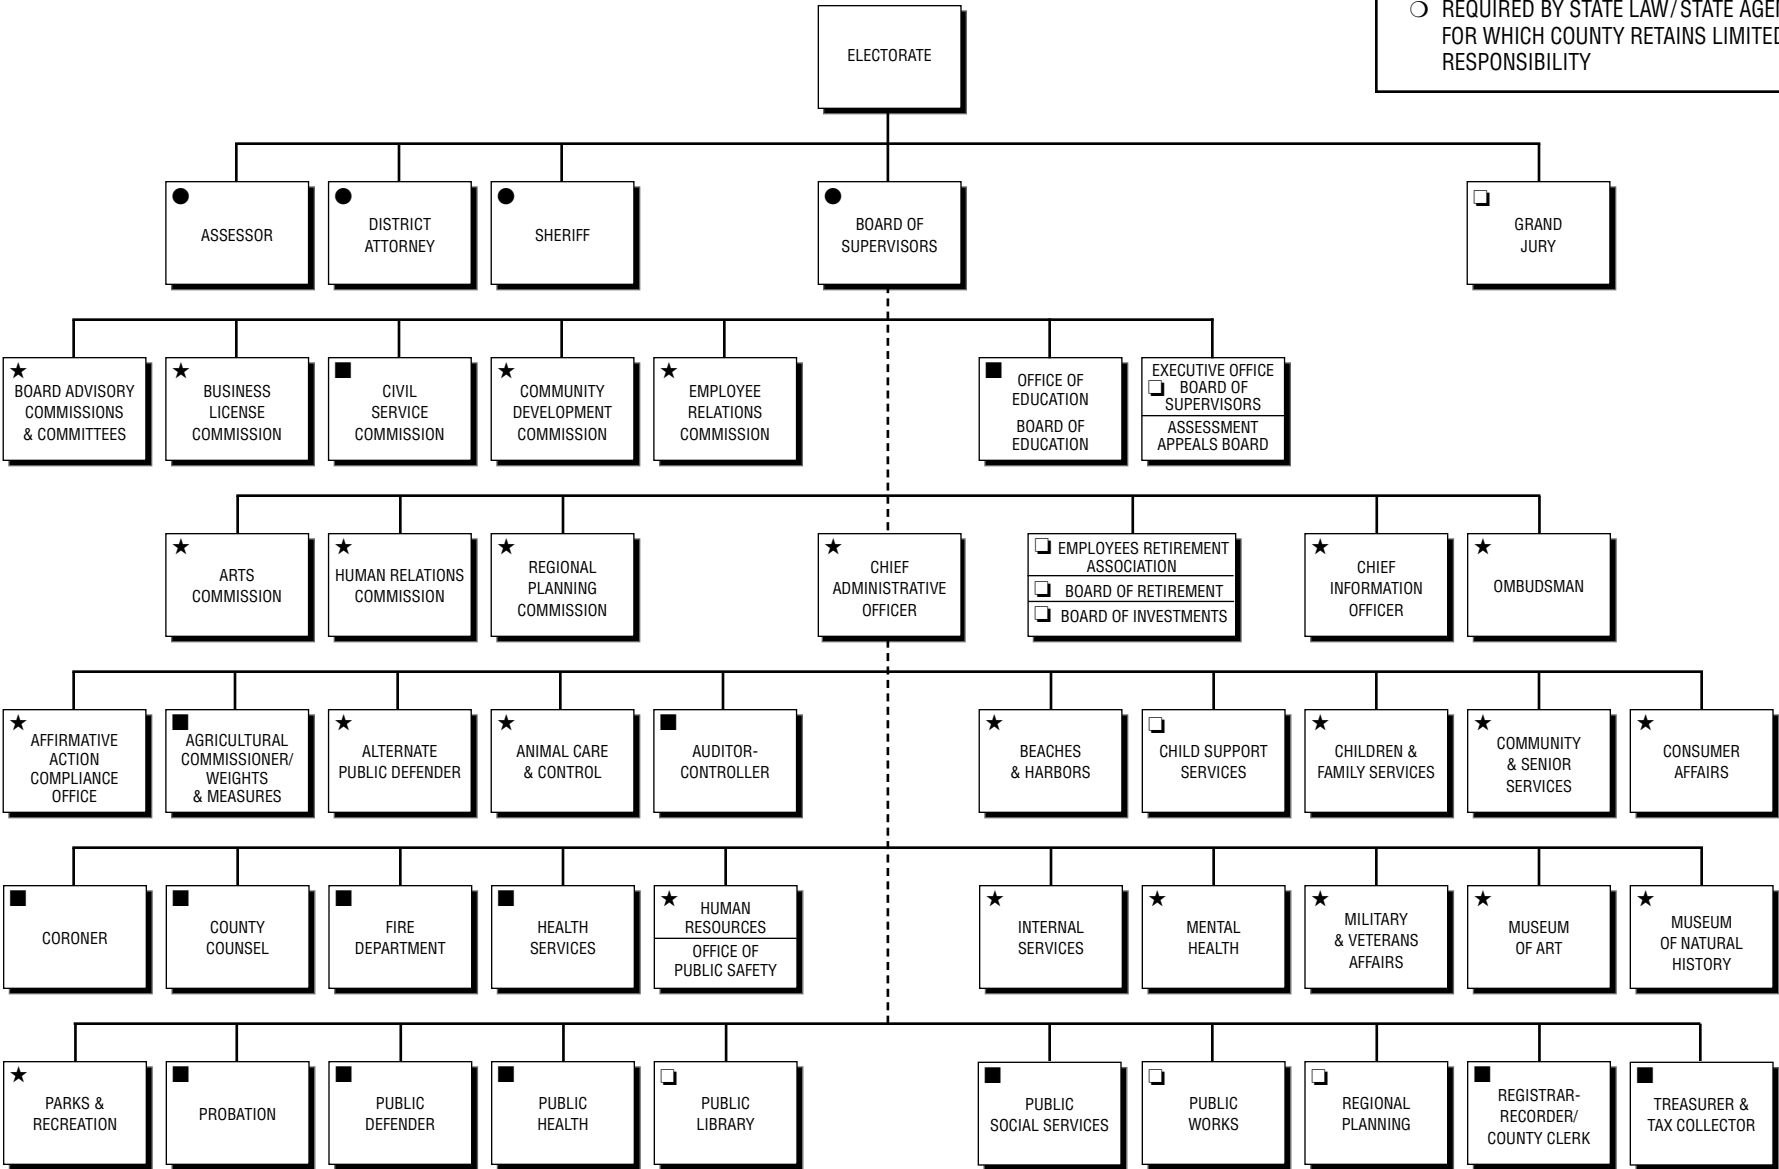 ❍ REQUIRED BY STATE LAW/STATE AGEN
FOR WHICH COUNTY RETAINS LIMITED
RESPONSIBILITY
ELECTORATE
ASSESSOR
DISTRICT
ATTORNEY
SHERIFF
BOARD OF
SUPERVISORS
GRAND
JURY
BOARD ADVISORY
COMMISSIONS
& COMMITTEES
BUSINESS
LICENSE
COMMISSION
CIVIL
SERVICE
COMMISSION
COMMUNITY
DEVELOPMENT
COMMISSION
EMPLOYEE
RELATIONS
COMMISSION
OFFICE OF
EDUCATION
BOARD OF
EDUCATION
EXECUTIVE OFFICE
BOARD OF
SUPERVISORS
ASSESSMENT
APPEALS BOARD
ARTS
COMMISSION
HUMAN RELATIONS
COMMISSION
REGIONAL
PLANNING
COMMISSION
CHIEF
ADMINISTRATIVE
OFFICER
EMPLOYEES RETIREMENT
ASSOCIATION
BOARD OF RETIREMENT
BOARD OF INVESTMENTS
CHIEF
INFORMATION
OFFICER
OMBUDSMAN
AFFIRMATIVE
ACTION
COMPLIANCE
OFFICE
AGRICULTURAL
COMMISSIONER/
WEIGHTS
& MEASURES
ALTERNATE
PUBLIC DEFENDER
ANIMAL CARE
& CONTROL
AUDITOR-
CONTROLLER
BEACHES
& HARBORS
CHILD SUPPORT
SERVICES
CHILDREN &
FAMILY SERVICES
COMMUNITY
& SENIOR
SERVICES
CONSUMER
AFFAIRS
CORONER
COUNTY
COUNSEL
FIRE
DEPARTMENT
HEALTH
SERVICES
HUMAN
RESOURCES
OFFICE OF
PUBLIC SAFETY
INTERNAL
SERVICES
MENTAL
HEALTH
MILITARY
& VETERANS
AFFAIRS
MUSEUM
OF ART
MUSEUM
OF NATURAL
HISTORY
PARKS &
RECREATION
PROBATION
PUBLIC
DEFENDER
PUBLIC
HEALTH
PUBLIC
LIBRARY
PUBLIC
SOCIAL SERVICES
PUBLIC
WORKS
REGIONAL
PLANNING
REGISTRAR-
RECORDER/
COUNTY CLERK
TREASURER &
TAX COLLECTOR